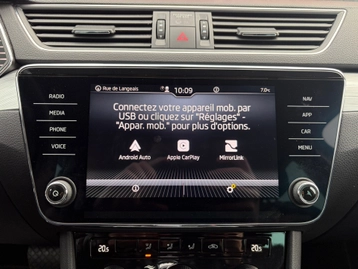 Rue de Langeais
10:09
7.0°C
Connectez votre appareil mob. par
USB ou cliquez sur "Réglages" -
"Appar. mob." pour plus d'options.
Android Auto
Apple CarPlay
MirrorLink
RADIO
MEDIA
PHONE
VOICE
NAV
APP
CAR
MENU
20.5
20.5